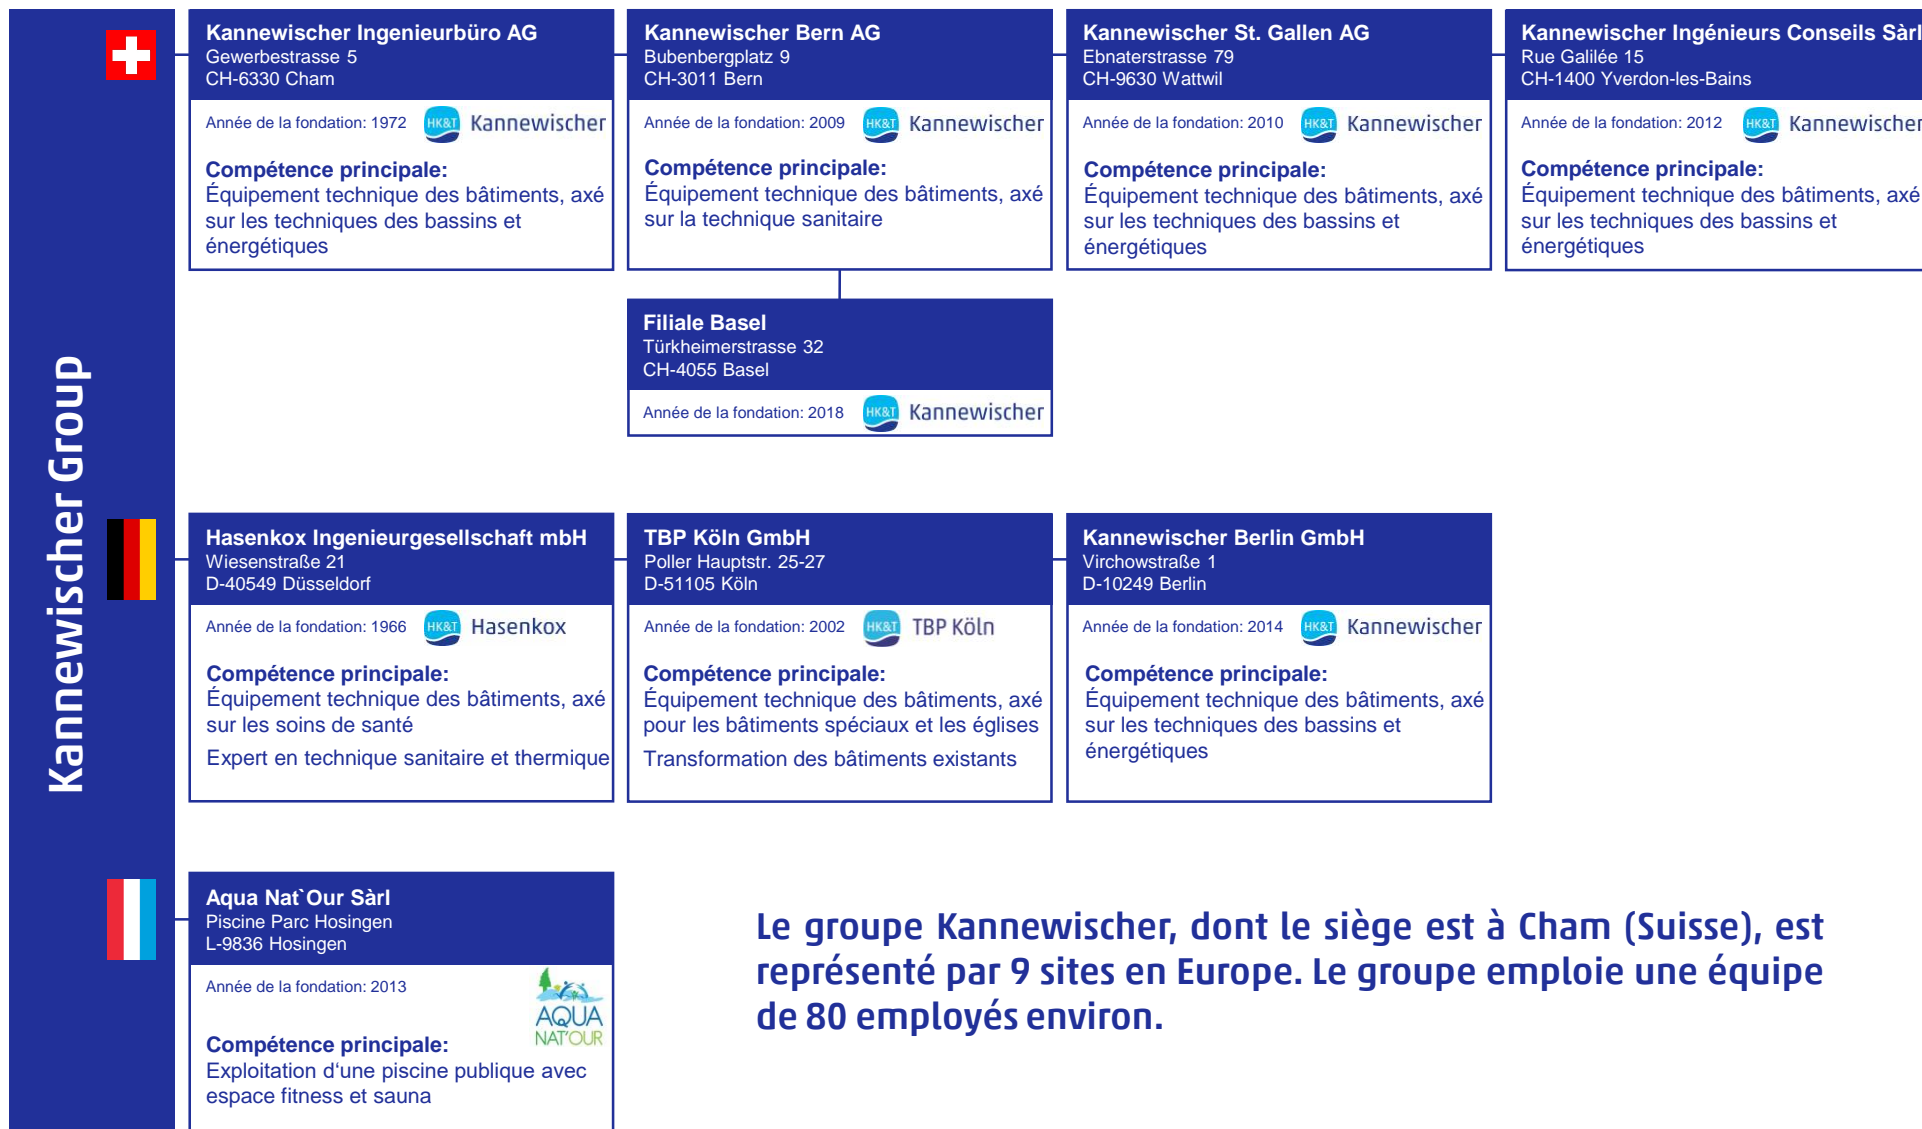 Kannewischer Group
Kannewischer Ingenieurbüro AG
Gewerbestrasse 5
CH-6330 Cham
Année de la fondation: 1972
HK&T Kannewischer
Compétence principale:
Équipement technique des bâtiments, axé
sur les techniques des bassins et
énergétiques
Kannewischer Bern AG
Bubenbergplatz 9
CH-3011 Bern
Année de la fondation: 2009
HK&T Kannewischer
Compétence principale:
Équipement technique des bâtiments, axé
sur la technique sanitaire
Kannewischer St. Gallen AG
Ebnaterstrasse 79
CH-9630 Wattwil
Année de la fondation: 2010
HK&T Kannewischer
Compétence principale:
Équipement technique des bâtiments, axé
sur les techniques des bassins et
énergétiques
Kannewischer Ingénieurs Conseils Sàrl
Rue Galilée 15
CH-1400 Yverdon-les-Bains
Année de la fondation: 2012
HK&T Kannewischer
Compétence principale:
Équipement technique des bâtiments, axé
sur les techniques des bassins et
énergétiques
Filiale Basel
Türkheimerstrasse 32
CH-4055 Basel
Année de la fondation: 2018
HK&T Kannewischer
Hasenkox Ingenieurgesellschaft mbH
Wiesenstraße 21
D-40549 Düsseldorf
Année de la fondation: 1966
HK&T Hasenkox
Compétence principale:
Équipement technique des bâtiments, axé
sur les soins de santé
Expert en technique sanitaire et thermique
TBP Köln GmbH
Poller Hauptstr. 25-27
D-51105 Köln
Année de la fondation: 2002
HK&T TBP Köln
Compétence principale:
Équipement technique des bâtiments, axé
pour les bâtiments spéciaux et les églises
Transformation des bâtiments existants
Kannewischer Berlin GmbH
Virchowstraße 1
D-10249 Berlin
Année de la fondation: 2014
HK&T Kannewischer
Compétence principale:
Équipement technique des bâtiments, axé
sur les techniques des bassins et
énergétiques
Aqua Nat`Our Sàrl
Piscine Parc Hosingen
L-9836 Hosingen
Année de la fondation: 2013
AQUA
NAT'OUR
Compétence principale:
Exploitation d‘une piscine publique avec
espace fitness et sauna
Le groupe Kannewischer, dont le siège est à Cham (Suisse), est
représenté par 9 sites en Europe. Le groupe emploie une équipe
de 80 employés environ.